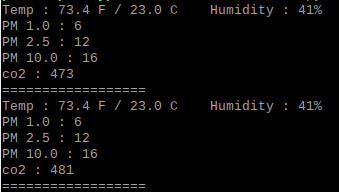 Temp : 73.4 F / 23.0 C    Humidity : 41%
PM 1.0 : 6
PM 2.5 : 12
PM 10.0 : 16
co2 : 473
==================
Temp : 73.4 F / 23.0 C    Humidity : 41%
PM 1.0 : 6
PM 2.5 : 12
PM 10.0 : 16
co2 : 481
==================